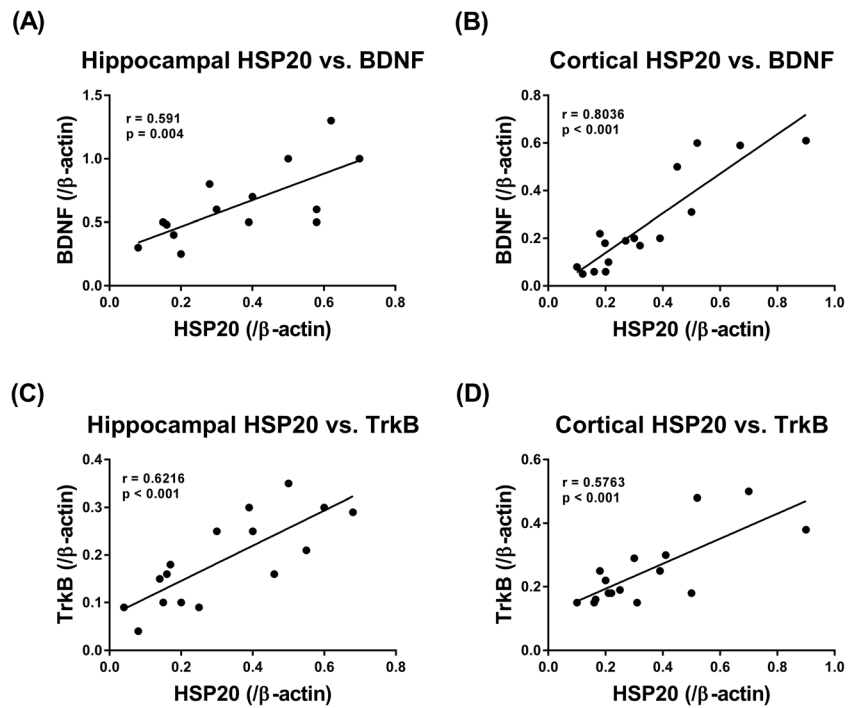 (A)
Hippocampal HSP20 vs. BDNF
r = 0.591
p = 0.004
1.5
1.0
0.5
0.0
BDNF (/β-actin)
0.0 0.2 0.4 0.6 0.8
HSP20 (/β-actin)
(B)
Cortical HSP20 vs. BDNF
r = 0.8036
p < 0.001
0.8
0.6
0.4
0.2
0.0
BDNF (/β-actin)
0.0 0.2 0.4 0.6 0.8 1.0
HSP20 (/β-actin)
(C)
Hippocampal HSP20 vs. TrkB
r = 0.6216
p < 0.001
0.4
0.3
0.2
0.1
0.0
TrkB (/β-actin)
0.0 0.2 0.4 0.6 0.8
HSP20 (/β-actin)
(D)
Cortical HSP20 vs. TrkB
r = 0.5763
p < 0.001
0.6
0.4
0.2
0.0
TrkB (/β-actin)
0.0 0.2 0.4 0.6 0.8 1.0
HSP20 (/β-actin)